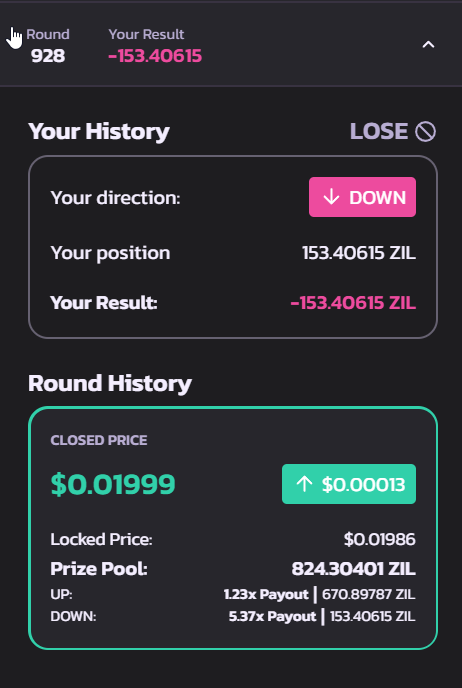 Round Your Result
928 -153.40615
Your History LOSE
Your direction: ↓ DOWN
Your position 153.40615 ZIL
Your Result: -153.40615 ZIL
Round History
CLOSED PRICE
$0.01999 ↑ $0.00013
Locked Price: $0.01986
Prize Pool: 824.30401 ZIL
UP: 1.23x Payout | 670.89787 ZIL
DOWN: 5.37x Payout | 153.40615 ZIL